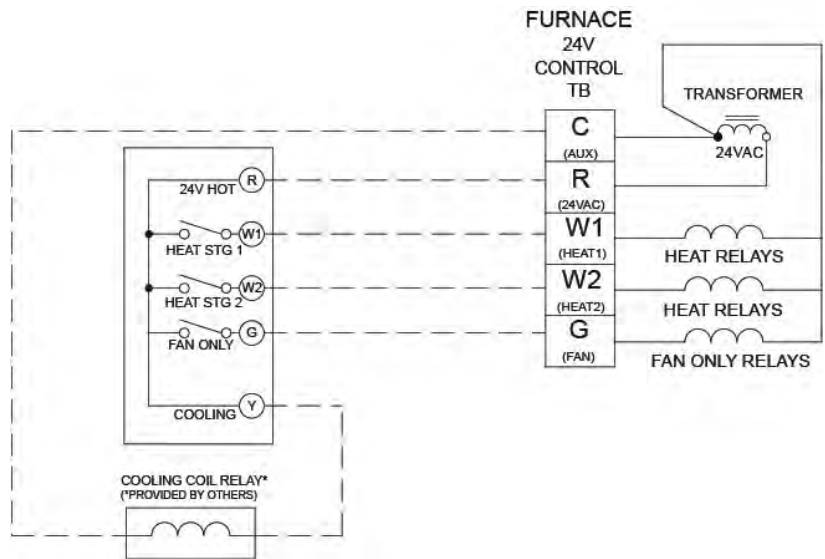 FURNACE
24V
CONTROL
TB
TRANSFORMER
24VAC
C
(AUX)
R
(24VAC)
W1
(HEAT1)
HEAT RELAYS
W2
(HEAT2)
HEAT RELAYS
G
(FAN)
FAN ONLY RELAYS
24V HOT
R
W1
HEAT STG 1
W2
HEAT STG 2
G
FAN ONLY
COOLING
Y
COOLING COIL RELAY*
(*PROVIDED BY OTHERS)